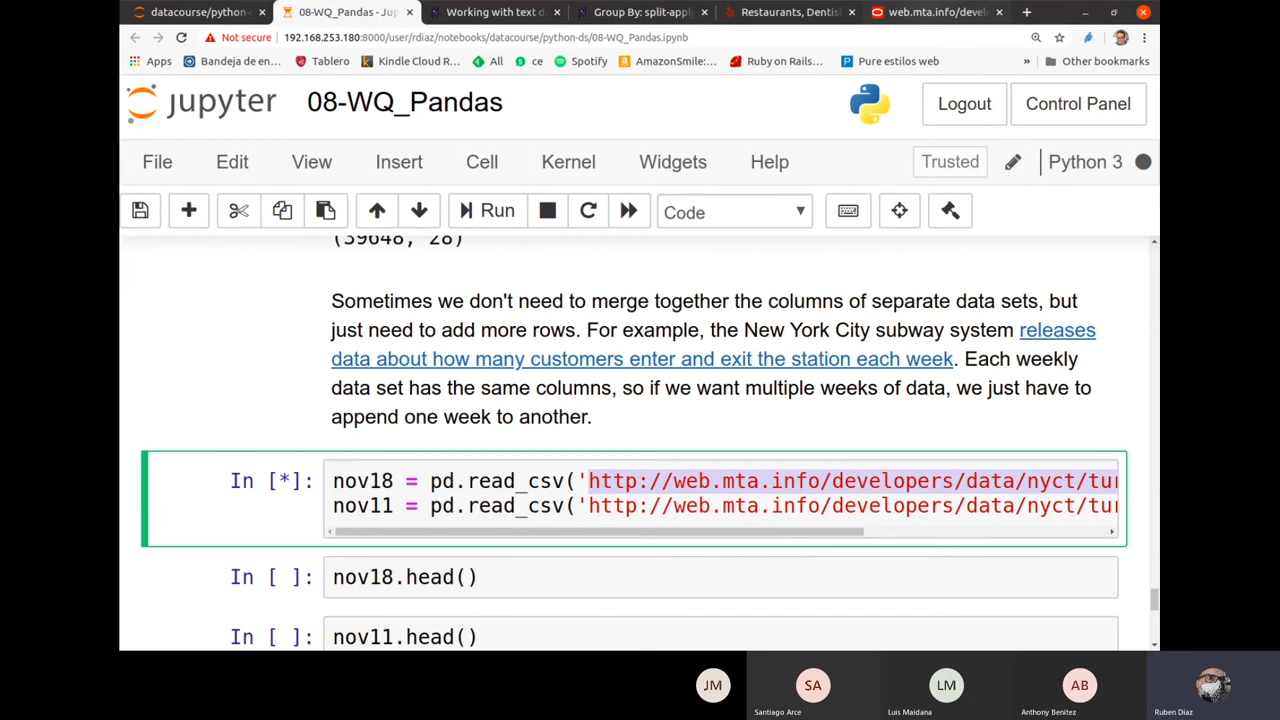 datacourse/python-
08-WQ_Pandas - Jup
Working with text d
Group By: split-appl
Restaurants, Dentist
web.mta.info/devel
Not secure
192.168.253.180:8000/user/rdiaz/notebooks/datacourse/python-ds/08-WQ_Pandas.ipynb
Apps
Bandeja de en...
Tablero
Kindle Cloud R...
All
ce
Spotify
AmazonSmile:...
Ruby on Rails...
Pure estilos web
»
Other bookmarks
jupyter
08-WQ_Pandas
Logout
Control Panel
File
Edit
View
Insert
Cell
Kernel
Widgets
Help
Trusted
Python 3
Run
Code
(39648, 28)
Sometimes we don't need to merge together the columns of separate data sets, but
just need to add more rows. For example, the New York City subway system releases
data about how many customers enter and exit the station each week. Each weekly
data set has the same columns, so if we want multiple weeks of data, we just have to
append one week to another.
In [*]:
nov18 = pd.read_csv('http://web.mta.info/developers/data/nyct/tur
nov11 = pd.read_csv('http://web.mta.info/developers/data/nyct/tur
In [ ]:
nov18.head()
In [ ]:
nov11.head()
JM
SA
Santiago Arce
LM
Luis Maidana
AB
Anthony Benitez
Ruben Diaz